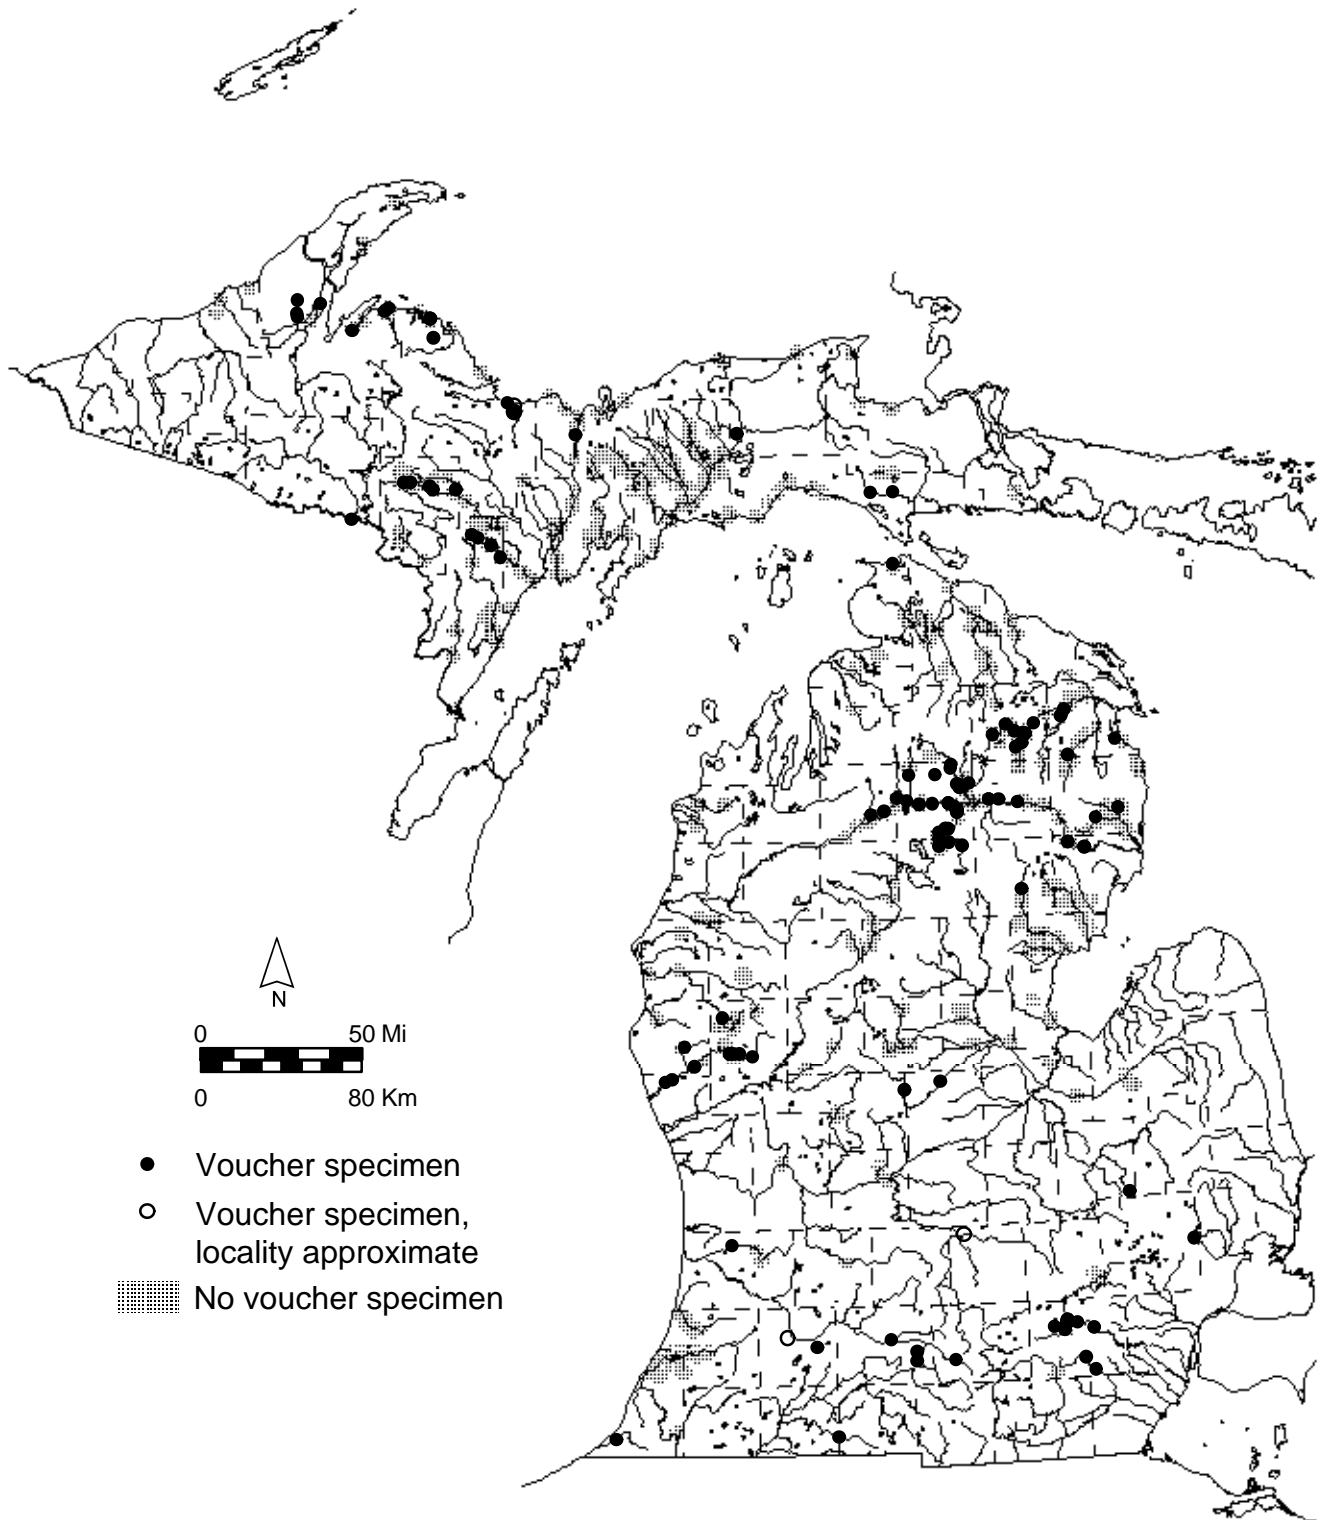 N
0 50 Mi
0 80 Km
Voucher specimen
Voucher specimen,
locality approximate
No voucher specimen